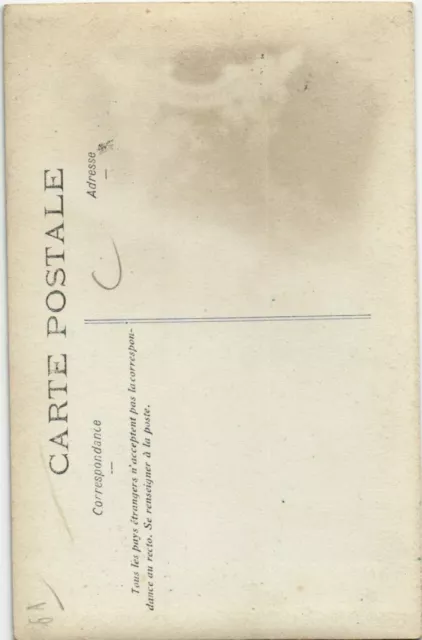 CARTE POSTALE
Correspondance
Adresse
Tous les pays étrangers n'acceptent pas la correspon-
dance au recto. Se renseigner à la poste.